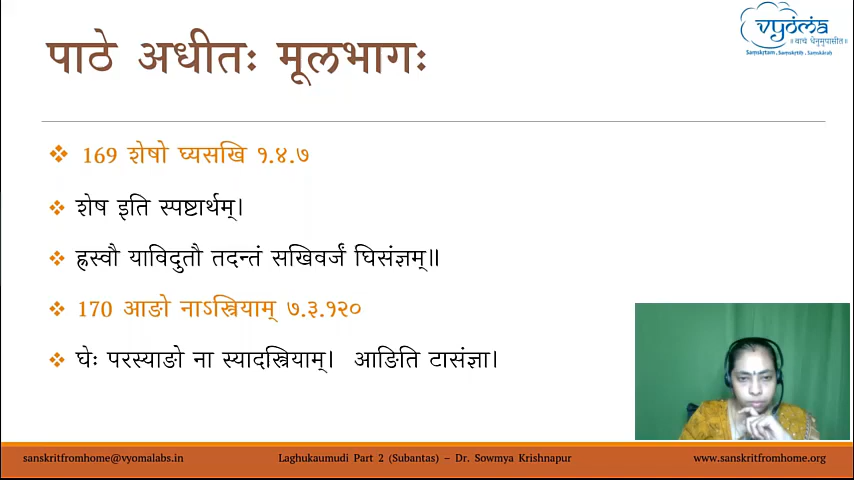 पाठे अधीतः मूलभागः
vyoma
॥ वाचं धेनुमुपासीत॥
Samskrtam . Samskrtih . Samskarah
169 शेषो घ्यसखि १.४.७
शेष इति स्पष्टार्थम्।
ह्रस्वौ याविदुतौ तदन्तं सखिवर्जं घिसंज्ञम्॥
170 आङो नाऽस्त्रियाम् ७.३.१२०
घेः परस्याङो ना स्यादस्त्रियाम्। आङिति टासंज्ञा।
sanskritfromhome@vyomalabs.in
Laghukaumudi Part 2 (Subantas) – Dr. Sowmya Krishnapur
www.sanskritfromhome.org